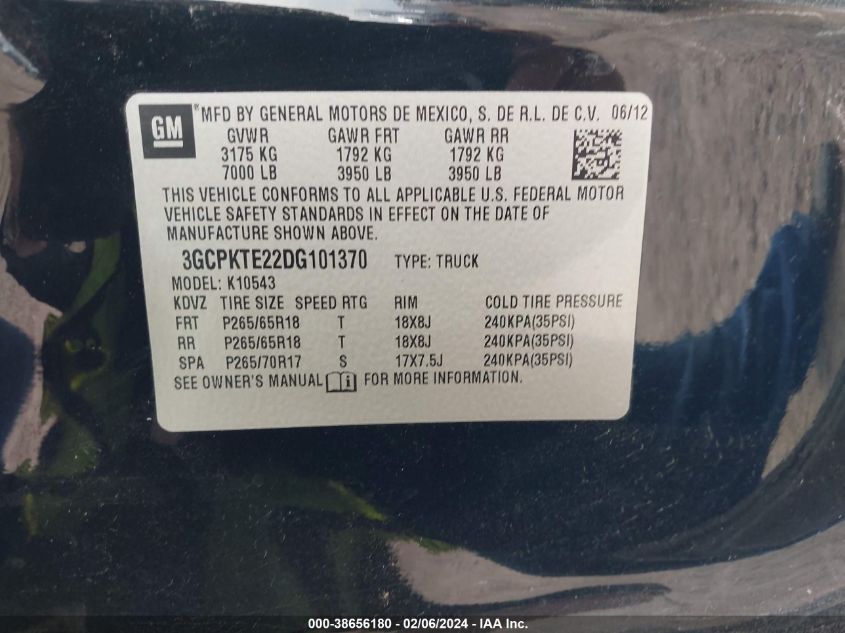 GM
®MFD BY GENERAL MOTORS DE MEXICO, S. DE R.L. DE C.V. 06/12
GVWR GAWR FRT GAWR RR
3175 KG 1792 KG 1792 KG
7000 LB 3950 LB 3950 LB
THIS VEHICLE CONFORMS TO ALL APPLICABLE U.S. FEDERAL MOTOR
VEHICLE SAFETY STANDARDS IN EFFECT ON THE DATE OF
MANUFACTURE SHOWN ABOVE.
3GCPKTE22DG101370 TYPE: TRUCK
MODEL: K10543
KDVZ TIRE SIZE SPEED RTG RIM COLD TIRE PRESSURE
FRT P265/65R18 T 18X8J 240KPA(35PSI)
RR P265/65R18 T 18X8J 240KPA(35PSI)
SPA P265/70R17 S 17X7.5J 240KPA(35PSI)
SEE OWNER'S MANUAL FOR MORE INFORMATION.
000-38656180 - 02/06/2024 - IAA Inc.